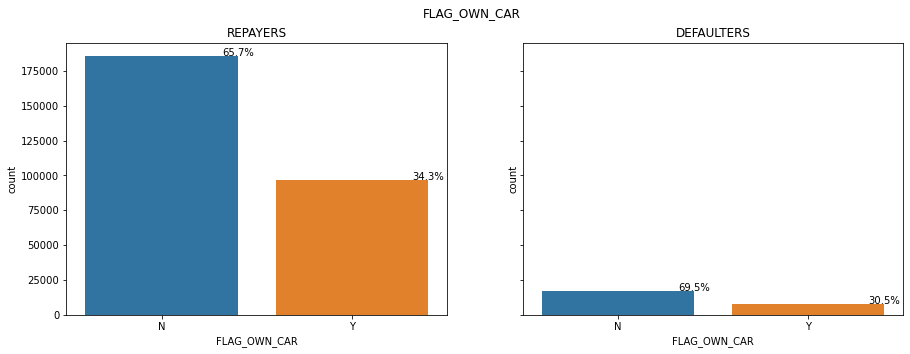 FLAG_OWN_CAR
REPAYERS
DEFAULTERS
65.7%
34.3%
69.5%
30.5%
175000
150000
125000
100000
75000
50000
25000
0
count
count
N
Y
N
Y
FLAG_OWN_CAR
FLAG_OWN_CAR